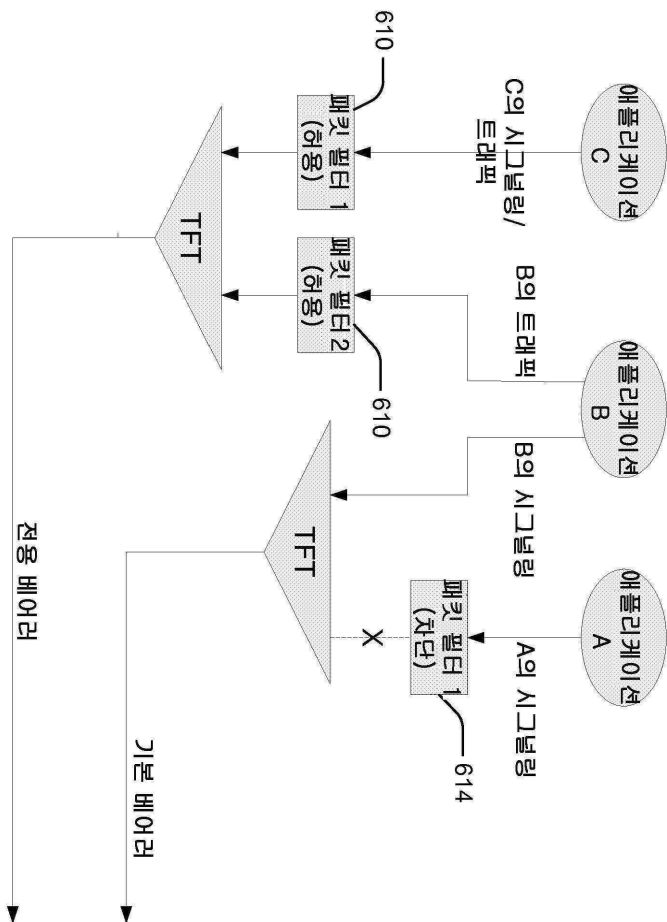 애플리케이션
C
애플리케이션
B
애플리케이션
A
C의 시그널링/
트래픽
B의 트래픽
B의 시그널링
A의 시그널링
610
패킷 필터 1
(허용)
패킷 필터 2
(허용)
610
패킷 필터 1
(차단)
614
X
TFT
TFT
전용 베어러
기본 베어러